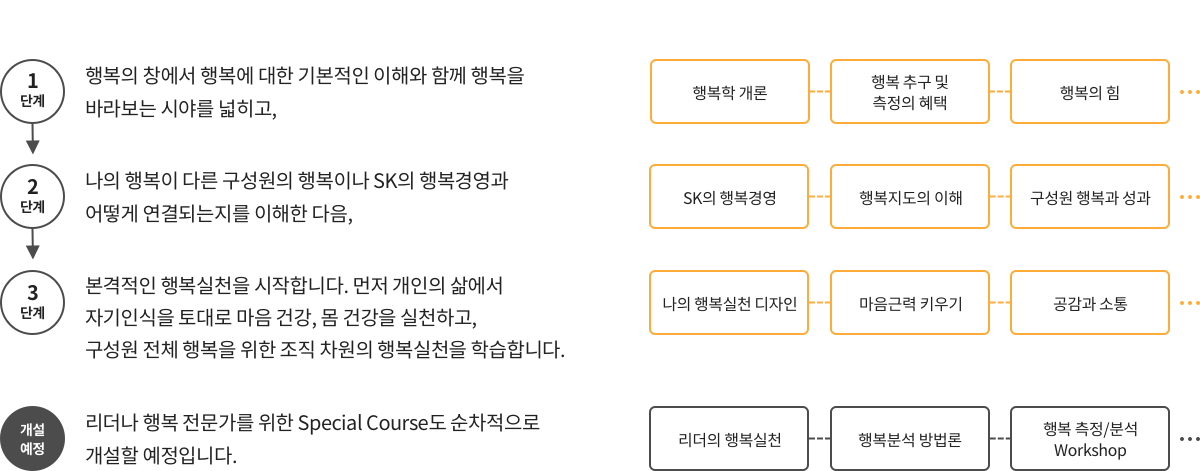 1
단계
행복의 창에서 행복에 대한 기본적인 이해와 함께 행복을
바라보는 시야를 넓히고,
행복학 개론
행복 추구 및
측정의 혜택
행복의 힘
2
단계
나의 행복이 다른 구성원의 행복이나 SK의 행복경영과
어떻게 연결되는지를 이해한 다음,
SK의 행복경영
행복지도의 이해
구성원 행복과 성과
3
단계
본격적인 행복실천을 시작합니다. 먼저 개인의 삶에서
자기인식을 토대로 마음 건강, 몸 건강을 실천하고,
구성원 전체 행복을 위한 조직 차원의 행복실천을 학습합니다.
나의 행복실천 디자인
마음근력 키우기
공감과 소통
개설
예정
리더나 행복 전문가를 위한 Special Course도 순차적으로
개설할 예정입니다.
리더의 행복실천
행복분석 방법론
행복 측정/분석
Workshop